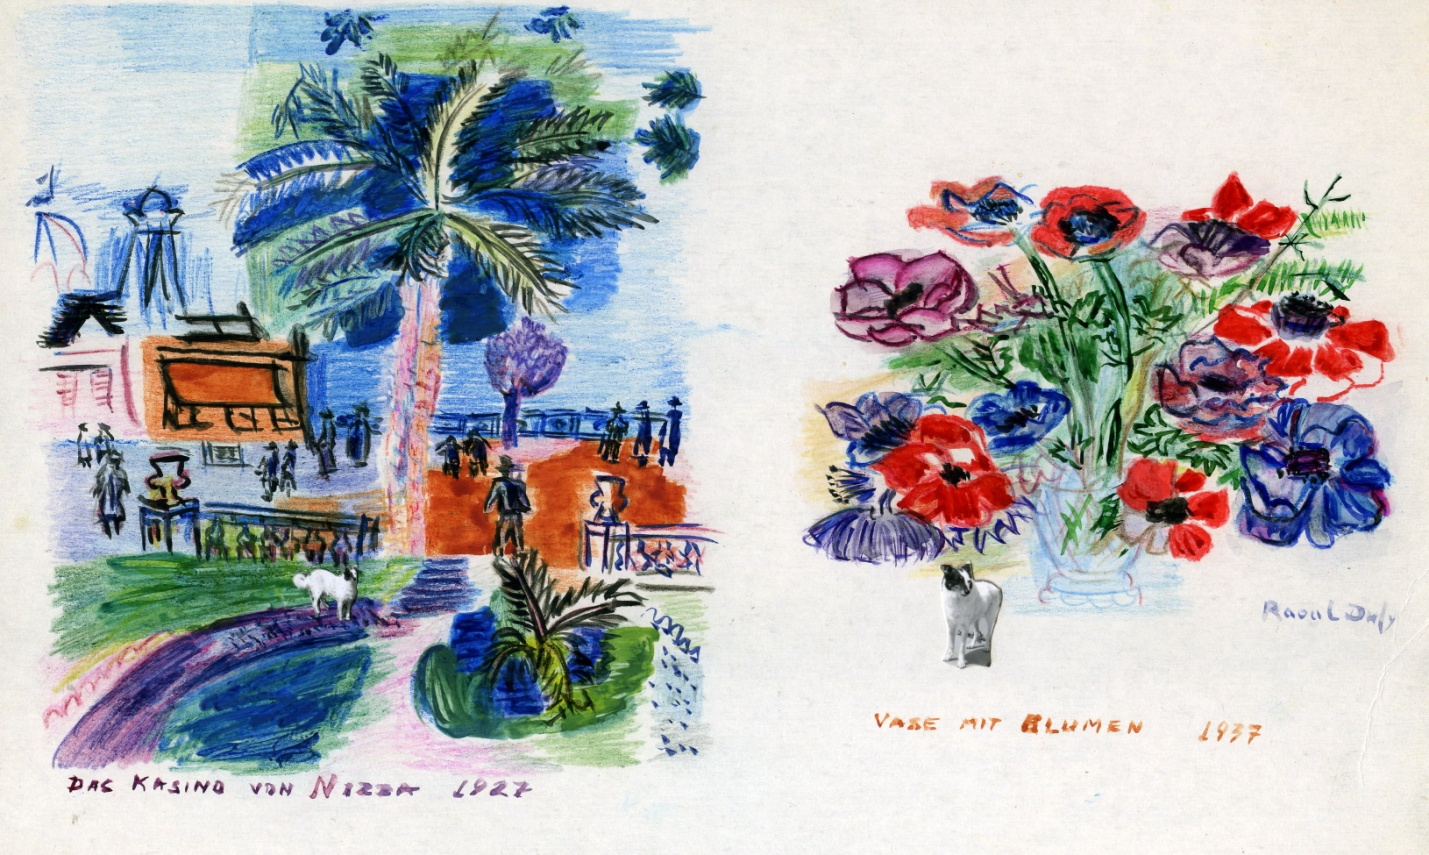 DAS KASINO VON NIZZA 1927
Raoul Dufy
VASE MIT BLUMEN 1937